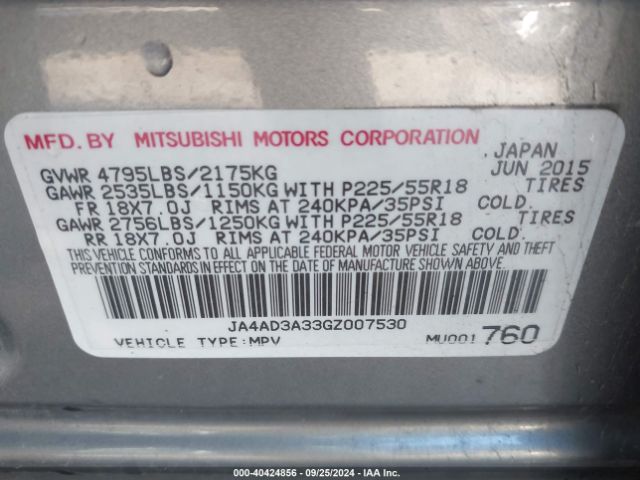 MFD. BY MITSUBISHI MOTORS CORPORATION
JAPAN
GVWR 4795LBS/2175KG JUN 2015
GAWR 2535LBS/1150KG WITH P225/55R18 TIRES
FR 18X7.0J RIMS AT 240KPA/35PSI COLD.
GAWR 2756LBS/1250KG WITH P225/55R18 TIRES
RR 18X7.0J RIMS AT 240KPA/35PSI COLD.
THIS VEHICLE CONFORMS TO ALL APPLICABLE FEDERAL MOTOR VEHICLE SAFETY AND THEFT
PREVENTION STANDARDS IN EFFECT ON THE DATE OF MANUFACTURE SHOWN ABOVE.
JA4AD3A33GZ007530
VEHICLE TYPE:MPV MU001 760
000-40424856 - 09/25/2024 - IAA Inc.